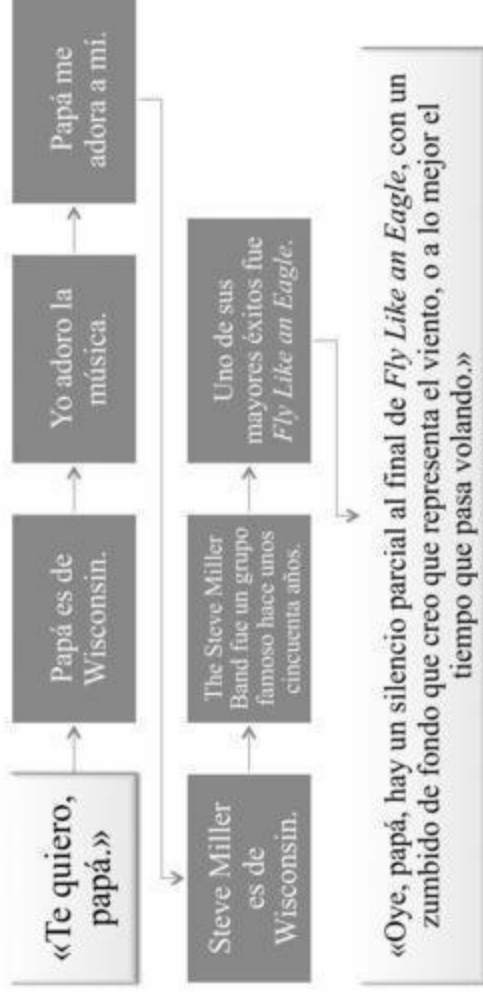 «Te quiero,
papá.»
Papá es de
Wisconsin.
Yo adoro la
música.
Papá me
adora a mí.
Steve Miller
es de
Wisconsin.
The Steve Miller
Band fue un grupo
famoso hace unos
cincuenta años.
Uno de sus
mayores éxitos fue
Fly Like an Eagle.
«Oye, papá, hay un silencio parcial al final de Fly Like an Eagle, con un
zumbido de fondo que creo que representa el viento, o a lo mejor el
tiempo que pasa volando.»